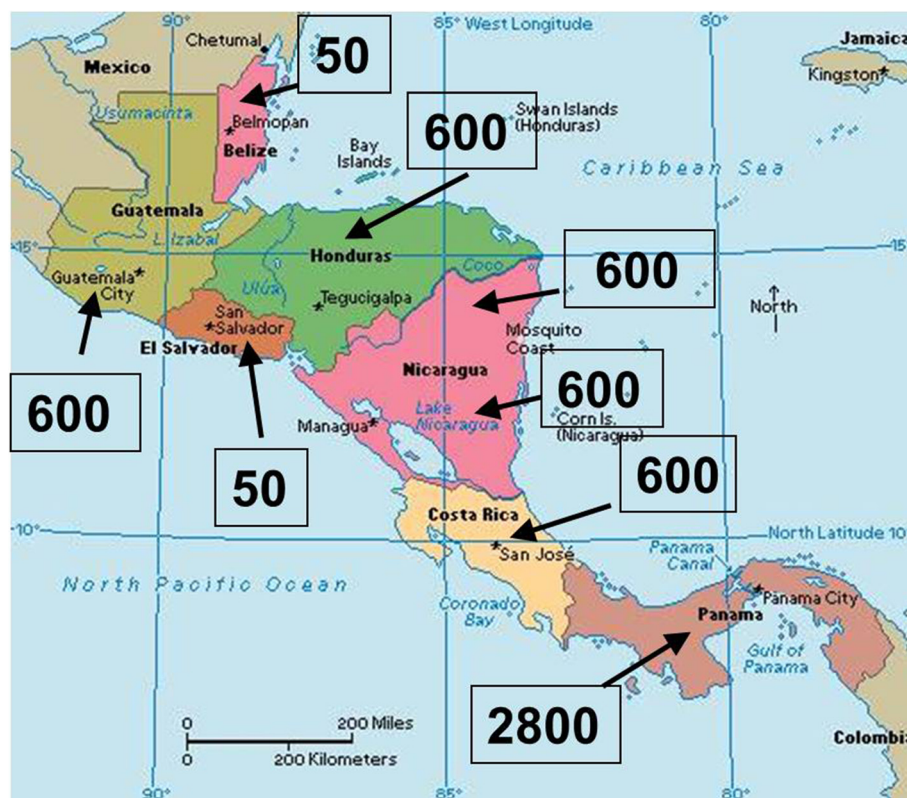 90°
85° West Longitude
80°
Chetumal
50
Jamaica
Mexico
Kingston
Usumacinta
Belmopan
600
Swan Islands
(Honduras)
Belize
Bay
Islands
Caribbean Sea
Guatemala
L. Izabal
15°
15°
Honduras
Coco
600
Guatemala
City
Ulúa
Tegucigalpa
North
San
Salvador
Mosquito
Coast
El Salvador
Nicaragua
600
600
Lake
Nicaragua
Corn Is.
(Nicaragua)
Managua
50
600
Costa Rica
10°
North Latitude 10
San José
Panama
Canal
North Pacific Ocean
Panama City
Coronado
Bay
Panama
Gulf of
Panama
2800
0 200 Miles
0 200 Kilometers
Colombia
90°
85°
80°